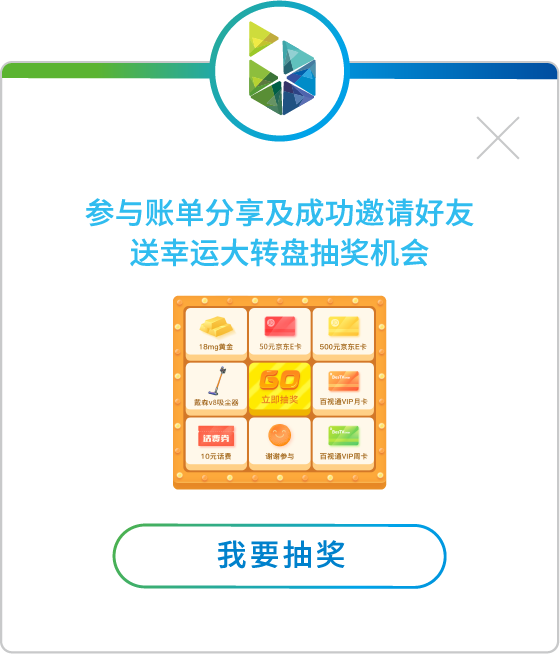 参与账单分享及成功邀请好友
送幸运大转盘抽奖机会
18mg黄金
50元京东E卡
500元京东E卡
戴森v8吸尘器
GO
立即抽奖
百视通VIP月卡
话费券
10元话费
谢谢参与
百视通VIP周卡
我要抽奖